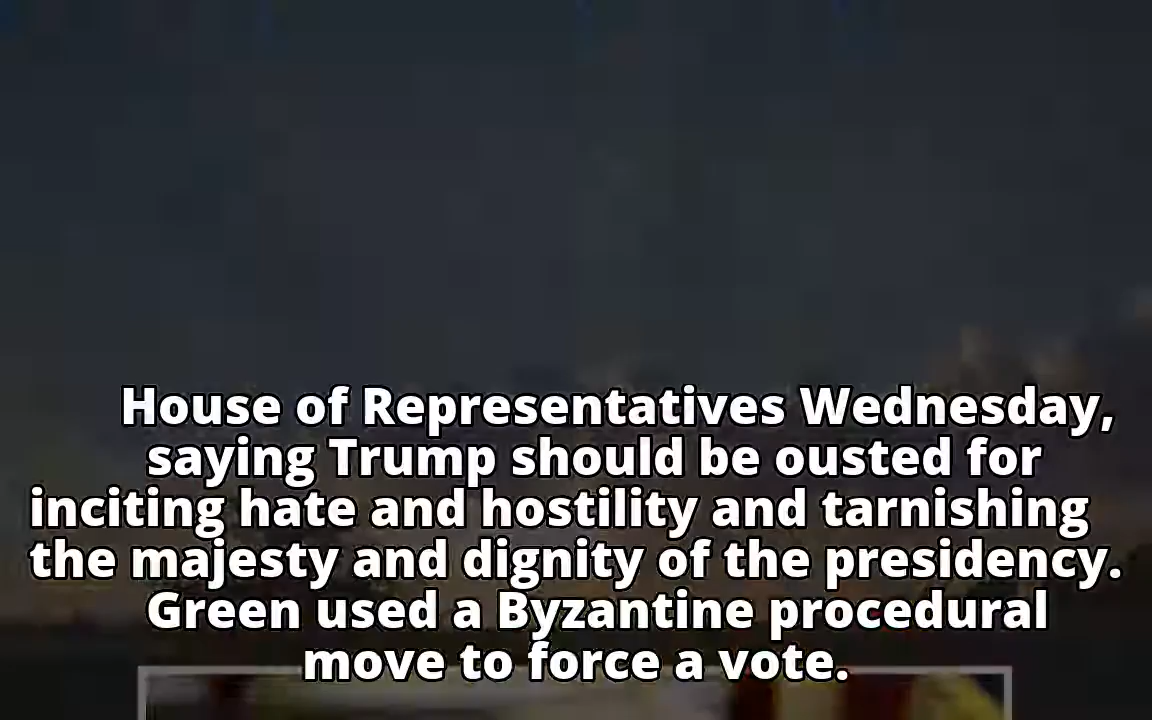 House of Representatives Wednesday,
saying Trump should be ousted for
inciting hate and hostility and tarnishing
the majesty and dignity of the presidency.
Green used a Byzantine procedural
move to force a vote.